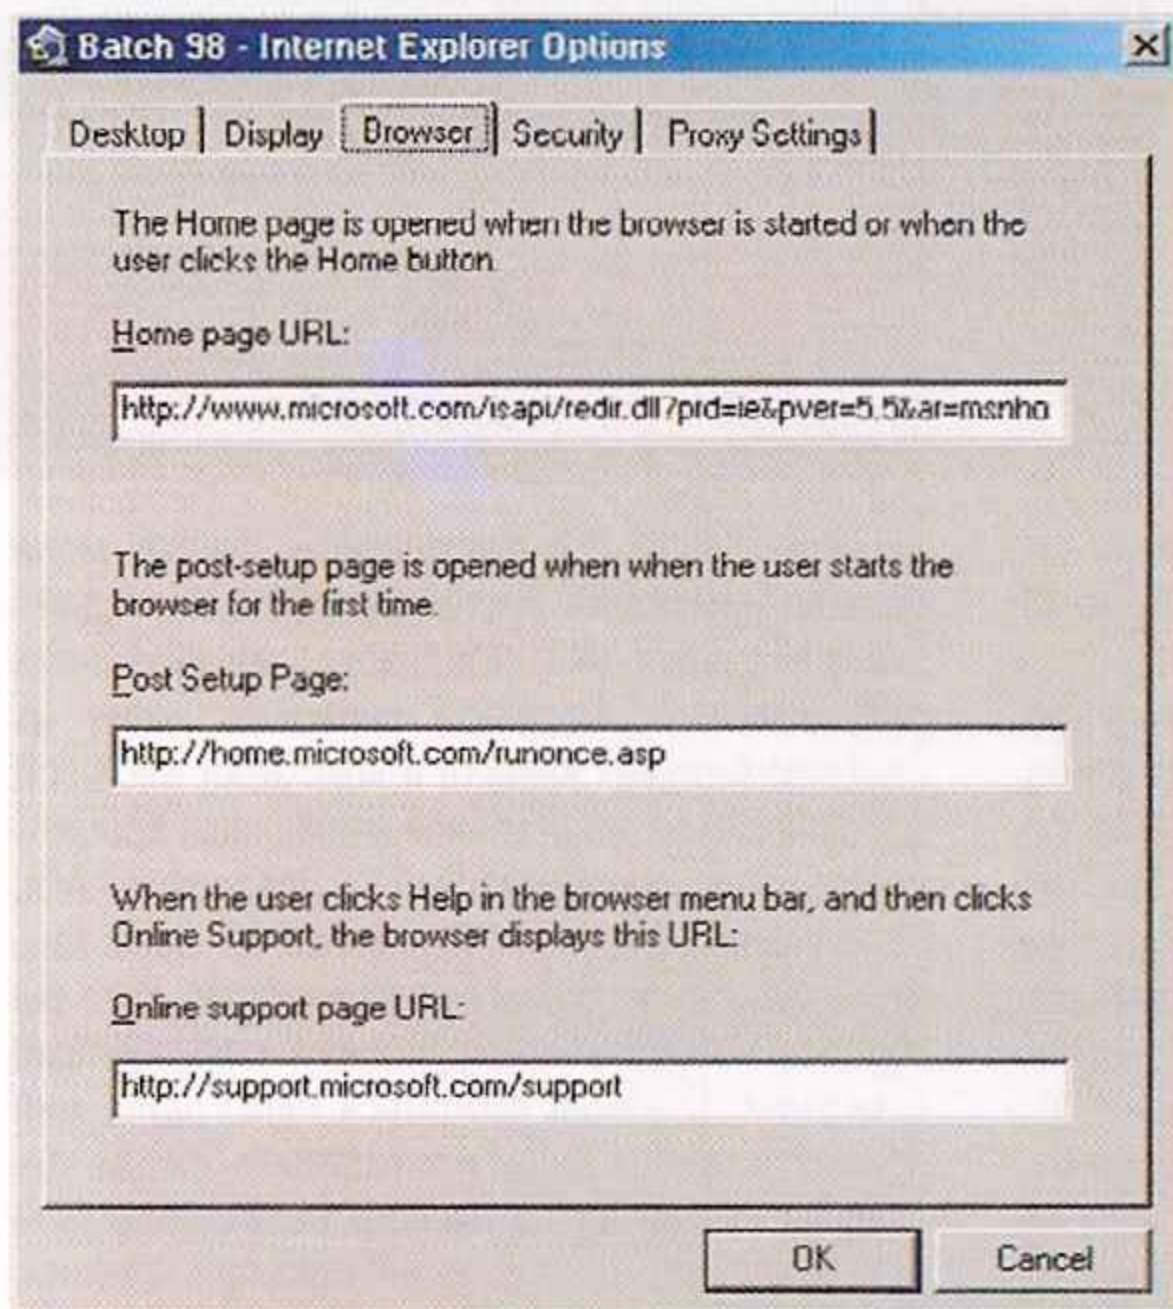 Batch 98 - Internet Explorer Options
Desktop Display Browser Security Proxy Settings
The Home page is opened when the browser is started or when the
user clicks the Home button.
Home page URL:
http://www.microsoft.com/isapi/redir.dll?prd=ie&pver=5.5&ar=msnho
The post-setup page is opened when when the user starts the
browser for the first time.
Post Setup Page:
http://home.microsoft.com/runonce.asp
When the user clicks Help in the browser menu bar, and then clicks
Online Support, the browser displays this URL:
Online support page URL:
http://support.microsoft.com/support
OK Cancel